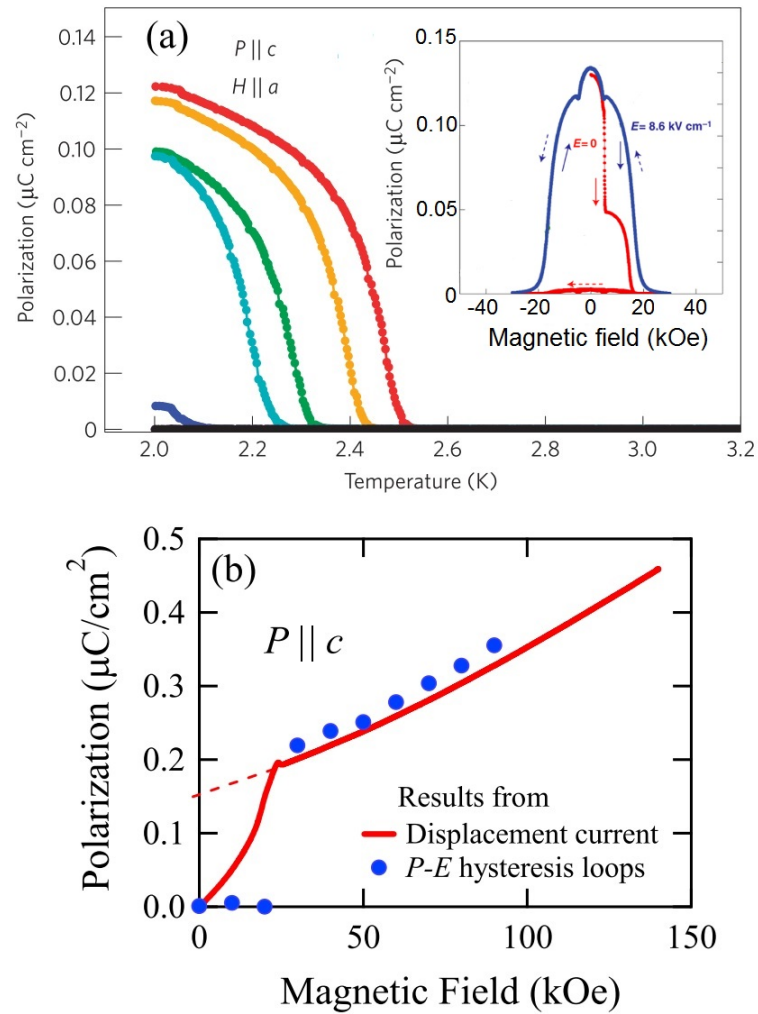 (a)
P || c
H || a
Polarization (μC cm⁻²)
0.14
0.12
0.10
0.08
0.06
0.04
0.02
0
2.0 2.2 2.4 2.6 2.8 3.0 3.2
Temperature (K)
Polarization (μC cm⁻²)
0.15
0.10
0.05
0
E = 8.6 kV cm⁻¹
E = 0
-40 -20 0 20 40
Magnetic field (kOe)
(b)
P || c
Polarization (μC/cm²)
0.5
0.4
0.3
0.2
0.1
0.0
Results from
Displacement current
P-E hysteresis loops
0 50 100 150
Magnetic Field (kOe)